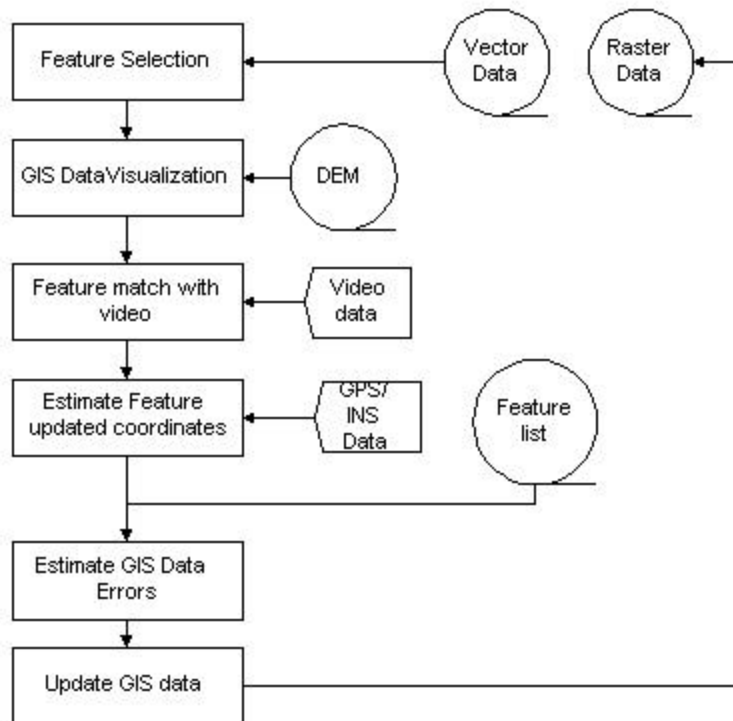 Feature Selection
Vector
Data
Raster
Data
GIS DataVisualization
DEM
Feature match with
video
Video
data
Estimate Feature
updated coordinates
GPS/
INS
Data
Feature
list
Estimate GIS Data
Errors
Update GIS data